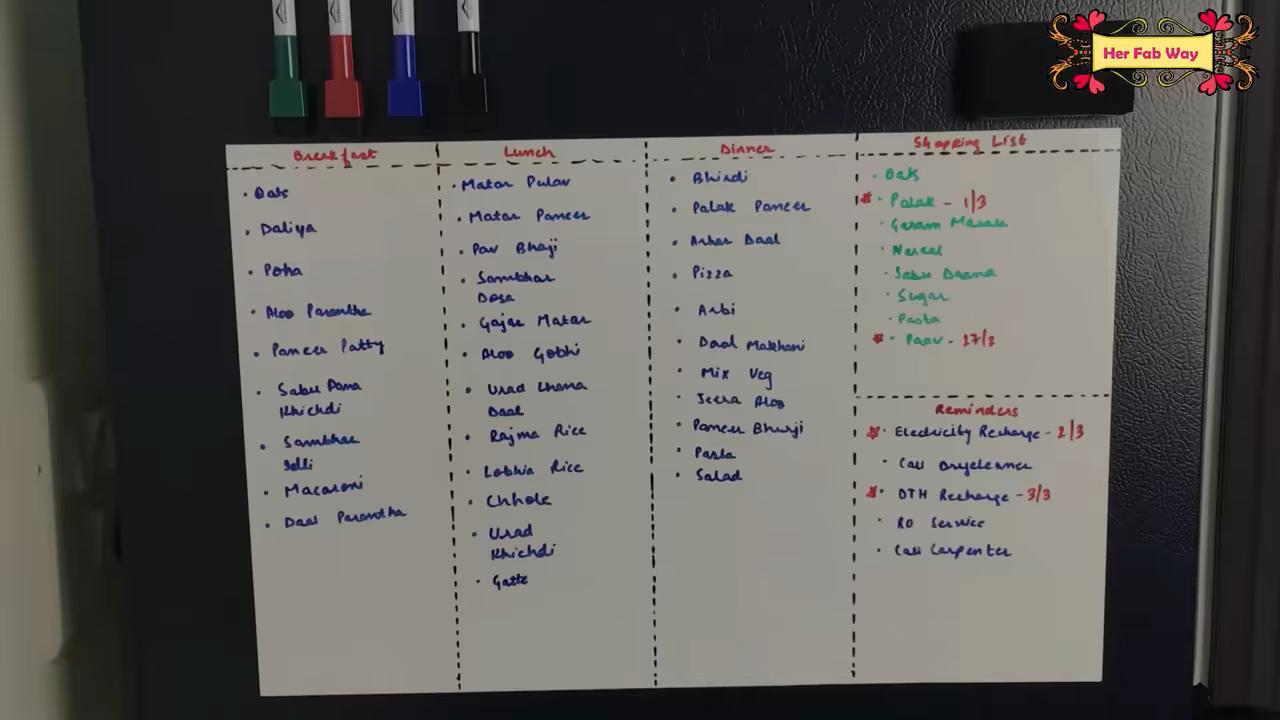 Her Fab Way
Breakfast
• Oats
• Daliya
• Poha
• Aloo Parantha
• Paneer Patty
• Sabu Dana
Khichdi
• Sambhar
Idli
• Macaroni
• Daal Parantha
Lunch
• Matar Pulav
• Matar Paneer
• Pav Bhaji
• Sambhar
Dosa
• Gajar Matar
• Aloo Gobhi
• Urad Chana
Daal
• Rajma Rice
• Lobhia Rice
• Chhole
• Urad
Khichdi
• Gatte
Dinner
• Bhindi
• Palak Paneer
• Arhar Daal
• Pizza
• Arbi
• Daal Makhani
• Mix Veg
• Jeera Aloo
• Paneer Bhurji
• Pasta
• Salad
Shopping List
• Oats
• Palak - 1/3
• Garam Masala
• Nareal
• Sabu Daana
• Sugar
• Pasta
• Paav - 27/3
Reminders
• Electricity Recharge - 2/3
• Call Drycleaner
• DTH Recharge - 3/3
• RO Service
• Call Carpenter